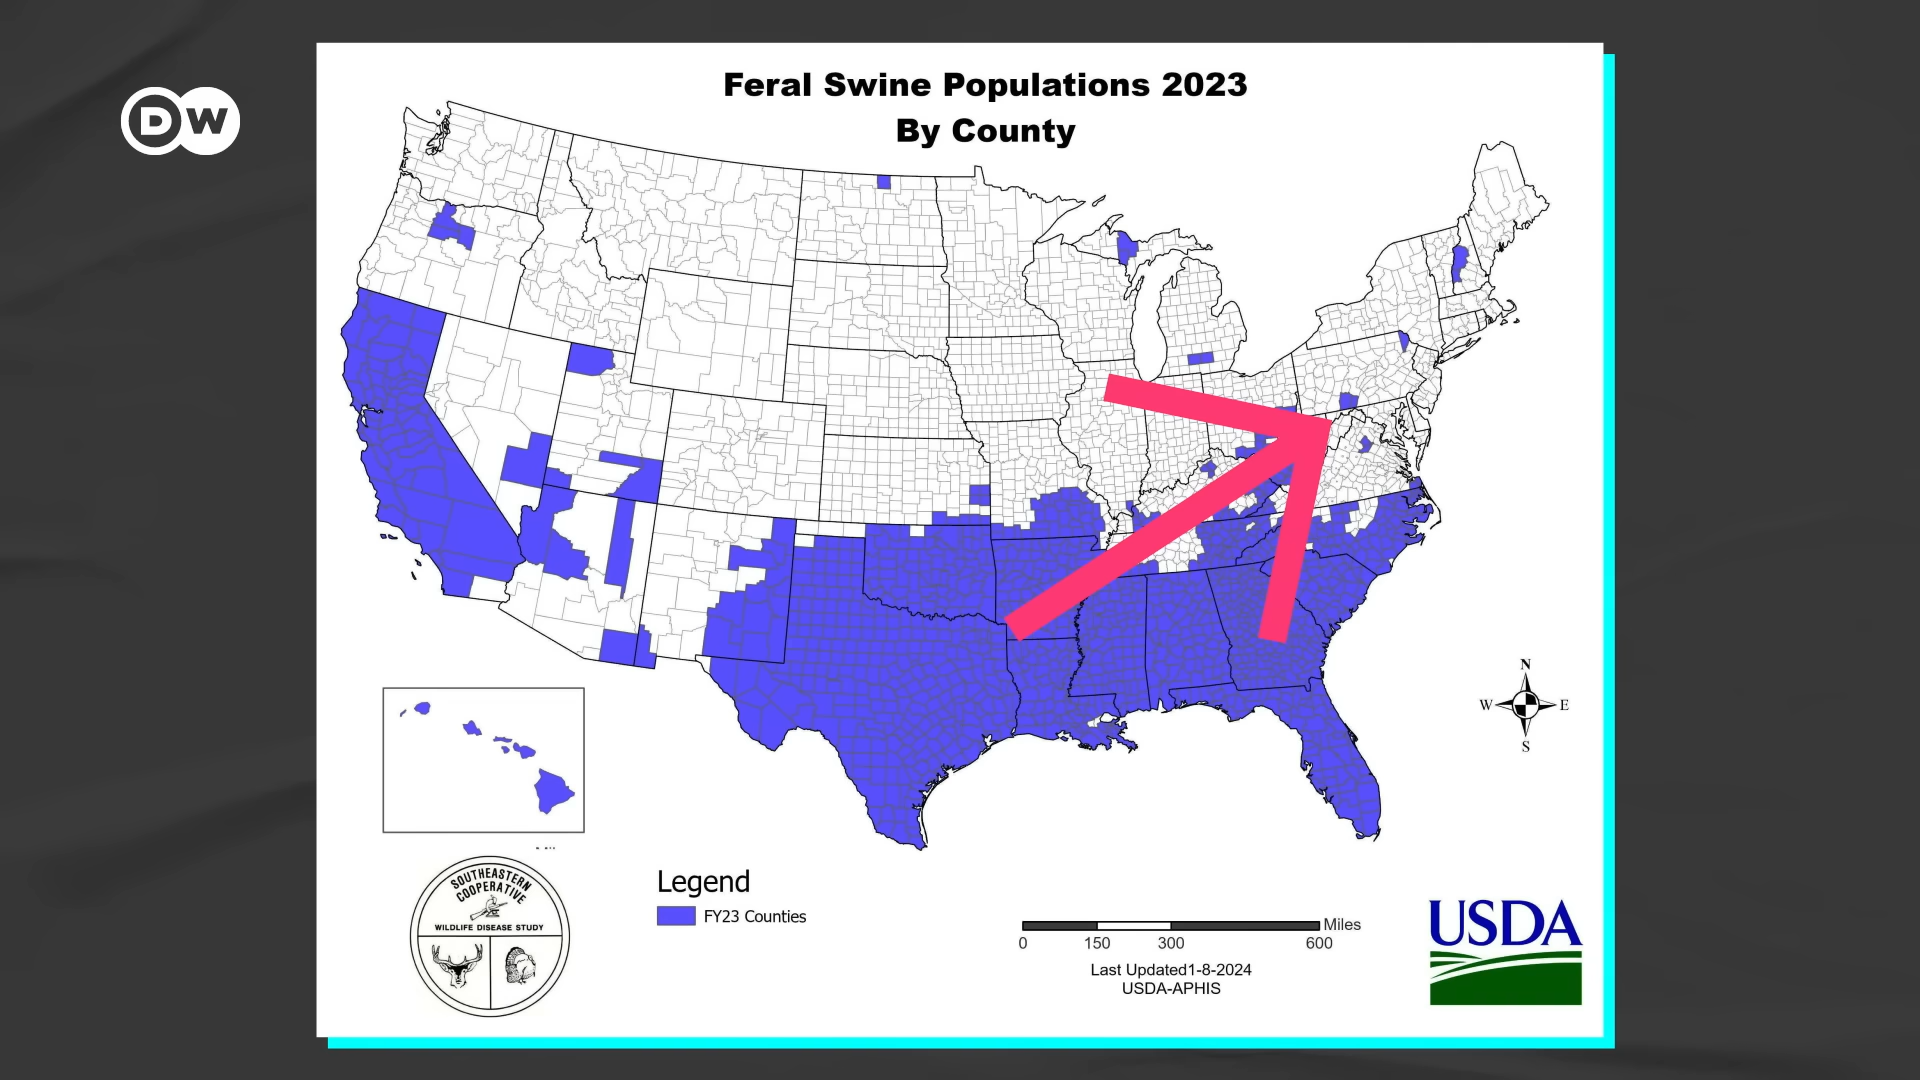 DW
Feral Swine Populations 2023
By County
N
W
E
S
SOUTHEASTERN
COOPERATIVE
WILDLIFE DISEASE STUDY
Legend
FY23 Counties
Miles
0 150 300 600
Last Updated1-8-2024
USDA-APHIS
USDA